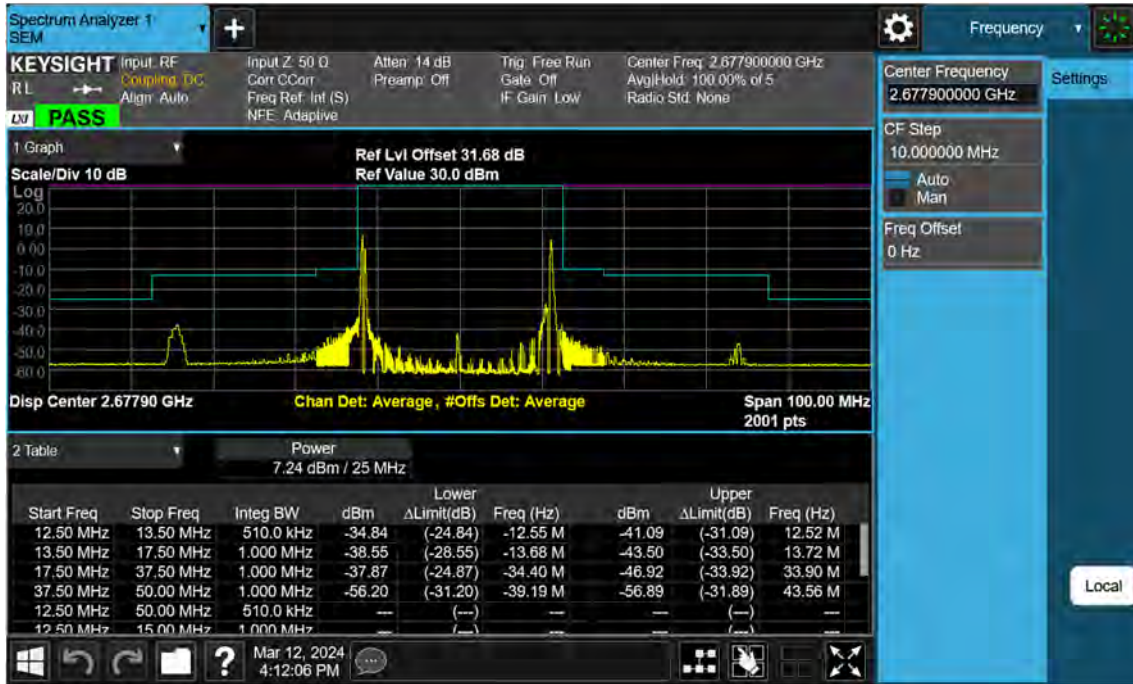 Spectrum Analyzer 1
SEM
+
Frequency
KEYSIGHT
RL
LXI
PASS
Input: RF
Coupling: DC
Align: Auto
Input Z: 50 Ω
Corr CCorr
Freq Ref: Int (S)
NFE: Adaptive
Atten: 14 dB
Preamp: Off
Trig: Free Run
Gate: Off
IF Gain: Low
Center Freq: 2.677900000 GHz
Avg|Hold: 100.00% of 5
Radio Std: None
Center Frequency
2.677900000 GHz
Settings
CF Step
10.000000 MHz
Auto
Man
Freq Offset
0 Hz
Local
1 Graph
Scale/Div 10 dB
Ref Lvl Offset 31.68 dB
Ref Value 30.0 dBm
Log
20.0
10.0
0.00
-10.0
-20.0
-30.0
-40.0
-50.0
-60.0
Disp Center 2.67790 GHz
Chan Det: Average, #Offs Det: Average
Span 100.00 MHz
2001 pts
2 Table
Power
7.24 dBm / 25 MHz
Lower Upper
Start Freq Stop Freq Integ BW dBm ΔLimit(dB) Freq (Hz) dBm ΔLimit(dB) Freq (Hz)
12.50 MHz 13.50 MHz 510.0 kHz -34.84 (-24.84) -12.55 M -41.09 (-31.09) 12.52 M
13.50 MHz 17.50 MHz 1.000 MHz -38.55 (-28.55) -13.68 M -43.50 (-33.50) 13.72 M
17.50 MHz 37.50 MHz 1.000 MHz -37.87 (-24.87) -34.40 M -46.92 (-33.92) 33.90 M
37.50 MHz 50.00 MHz 1.000 MHz -56.20 (-31.20) -39.19 M -56.89 (-31.89) 43.56 M
12.50 MHz 50.00 MHz 510.0 kHz --- (---) --- --- (---) ---
12.50 MHz 15.00 MHz 1.000 MHz --- (---) --- --- (---) ---
?
Mar 12, 2024
4:12:06 PM